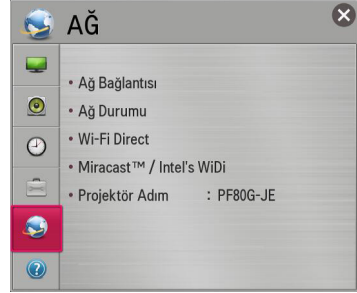 AĞ
• Ağ Bağlantısı
• Ağ Durumu
• Wi-Fi Direct
• Miracast™ / Intel's WiDi
• Projektör Adım : PF80G-JE